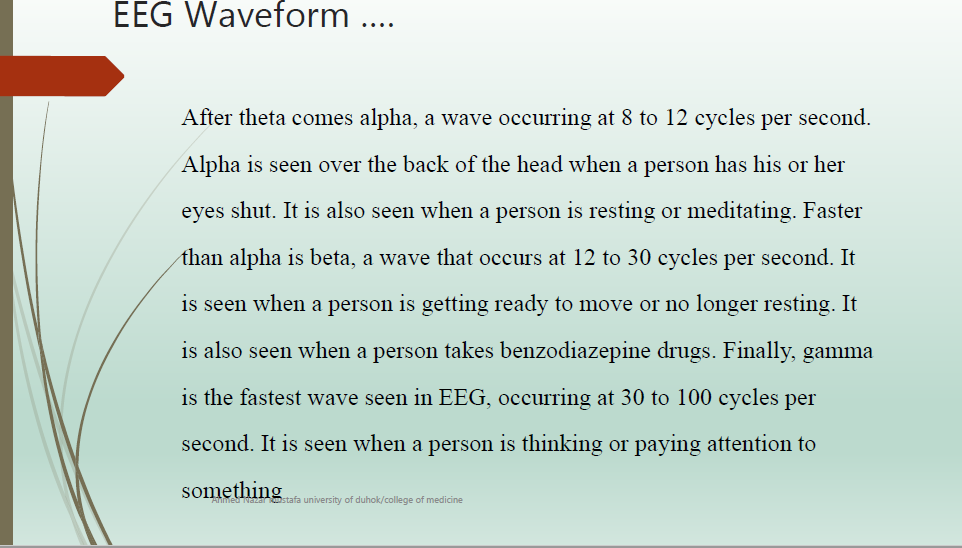 EEG Waveform ....
After theta comes alpha, a wave occurring at 8 to 12 cycles per second.
Alpha is seen over the back of the head when a person has his or her
eyes shut. It is also seen when a person is resting or meditating. Faster
than alpha is beta, a wave that occurs at 12 to 30 cycles per second. It
is seen when a person is getting ready to move or no longer resting. It
is also seen when a person takes benzodiazepine drugs. Finally, gamma
is the fastest wave seen in EEG, occurring at 30 to 100 cycles per
second. It is seen when a person is thinking or paying attention to
something
Ahmed Nazar Mustafa university of duhok/college of medicine